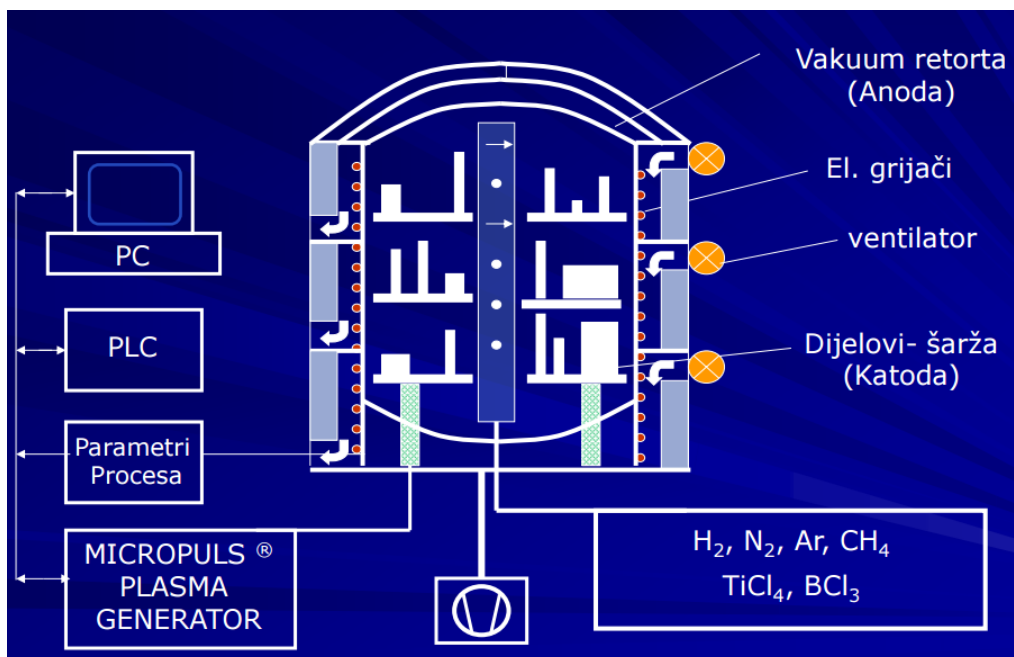 Vakuum retorta
(Anoda)
El. grijači
ventilator
Dijelovi- šarža
(Katoda)
PC
PLC
Parametri
Procesa
MICROPULS ®
PLASMA
GENERATOR
H₂, N₂, Ar, CH₄
TiCl₄, BCl₃